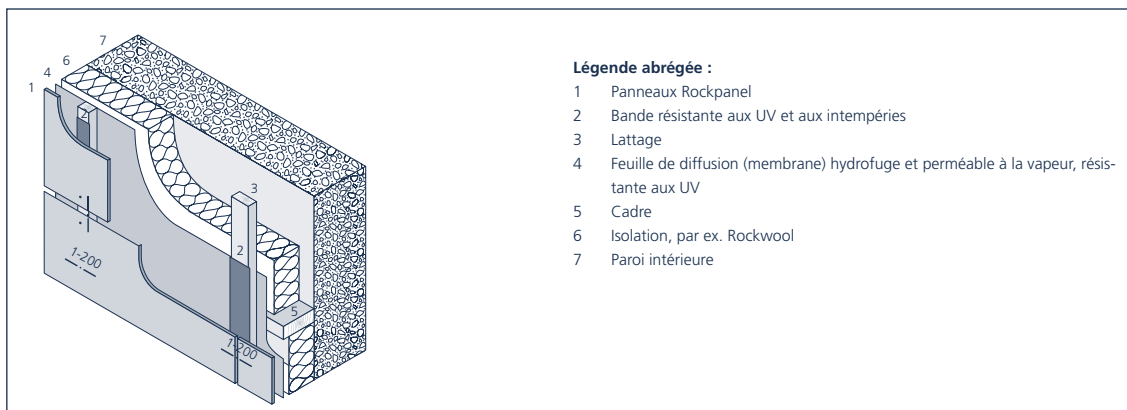 7
6
4
1
2
3
2
1-200
5
1-200
Légende abrégée :
1 Panneaux Rockpanel
2 Bande résistante aux UV et aux intempéries
3 Lattage
4 Feuille de diffusion (membrane) hydrofuge et perméable à la vapeur, résis-
tante aux UV
5 Cadre
6 Isolation, par ex. Rockwool
7 Paroi intérieure